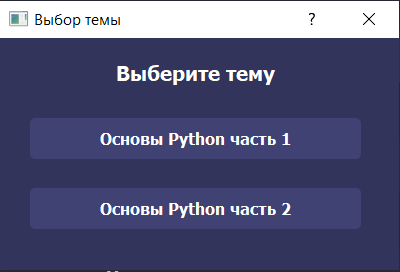 Выбор темы
?
Выберите тему
Основы Python часть 1
Основы Python часть 2